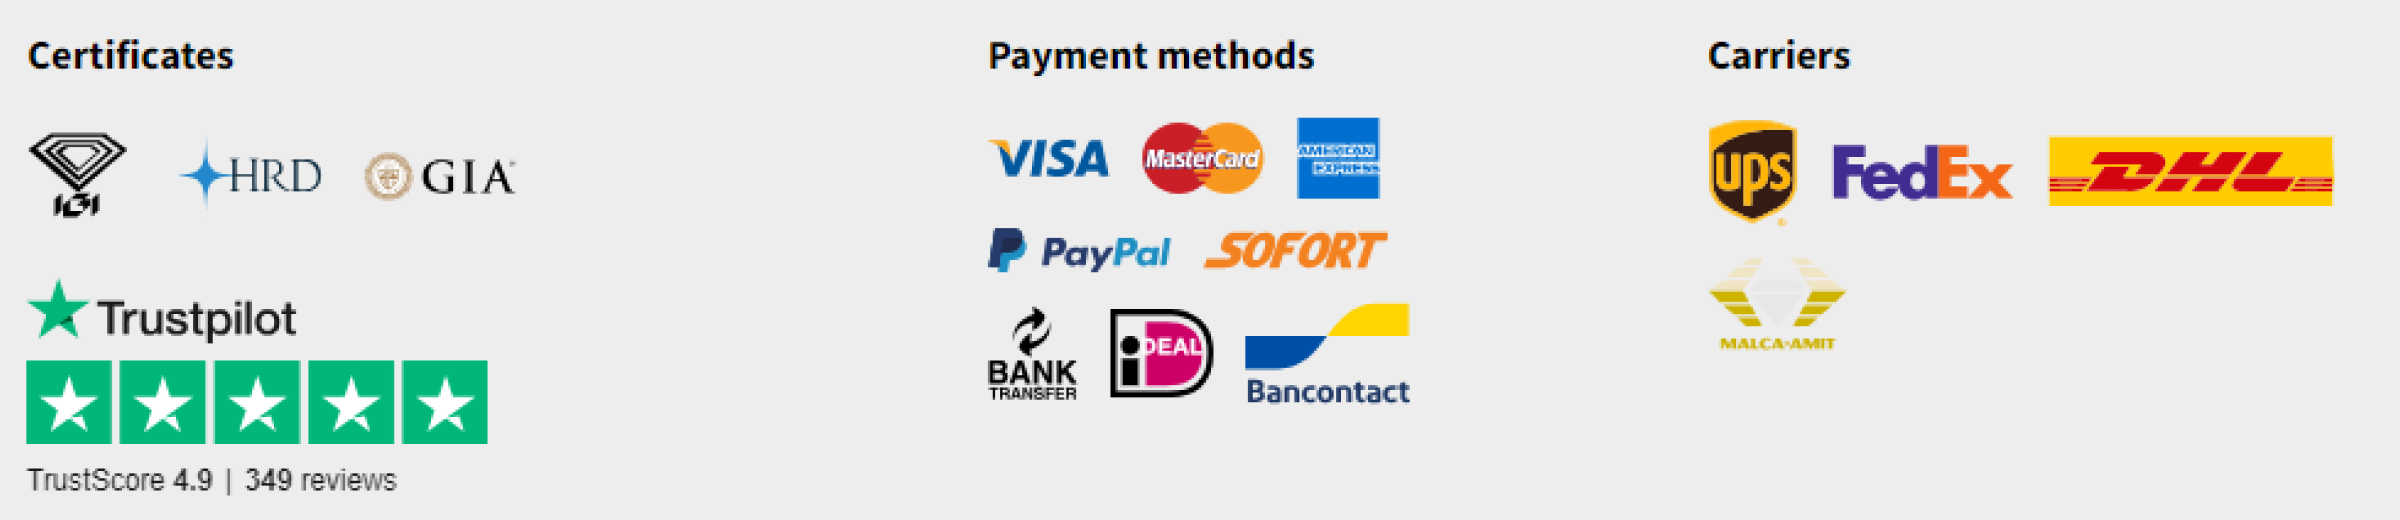 Certificates
IGI
HRD
GIA
Trustpilot
TrustScore 4.9 | 349 reviews
Payment methods
VISA
MasterCard
AMERICAN
EXPRESS
PayPal
SOFORT
BANK
TRANSFER
iDEAL
Bancontact
Carriers
ups
FedEx
DHL
MALCA-AMIT